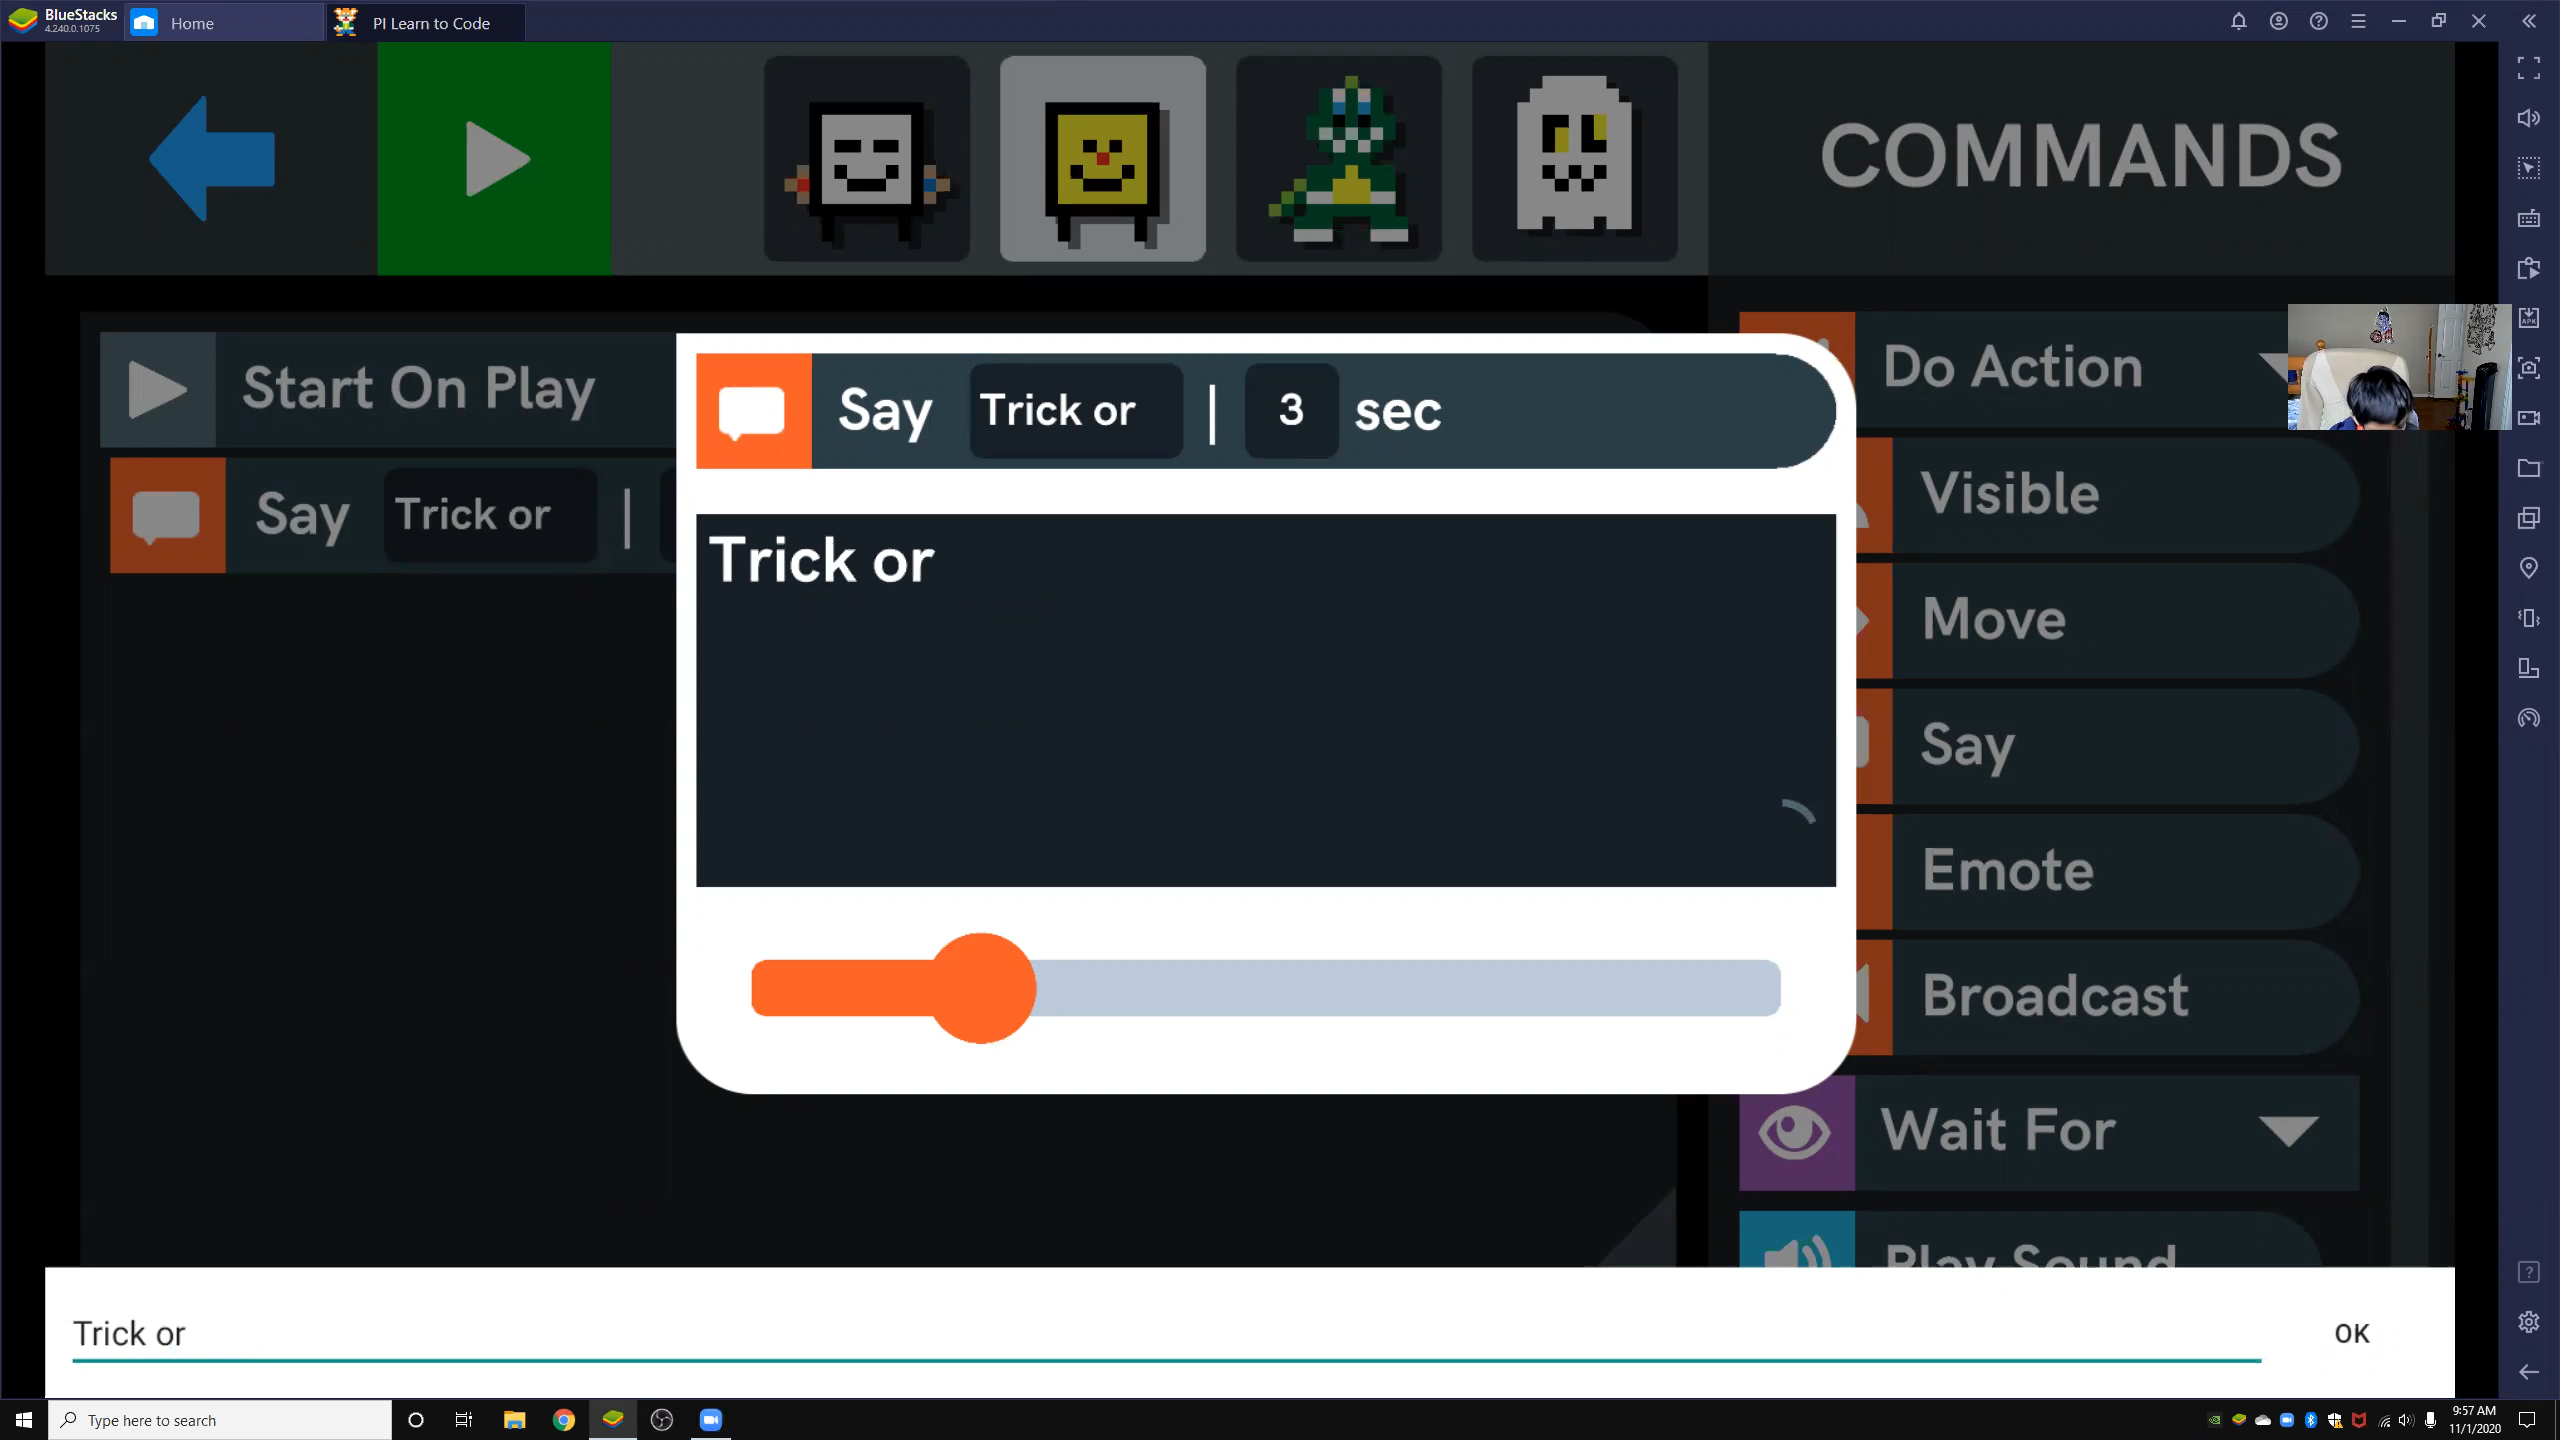 BlueStacks
4.240.0.1075
Home
PI Learn to Code
COMMANDS
Start On Play
Say Trick or
Say Trick or 3 sec
Trick or
Do Action
Visible
Move
Say
Emote
Broadcast
Wait For
Play Sound
Trick or
OK
Type here to search
9:57 AM
11/1/2020